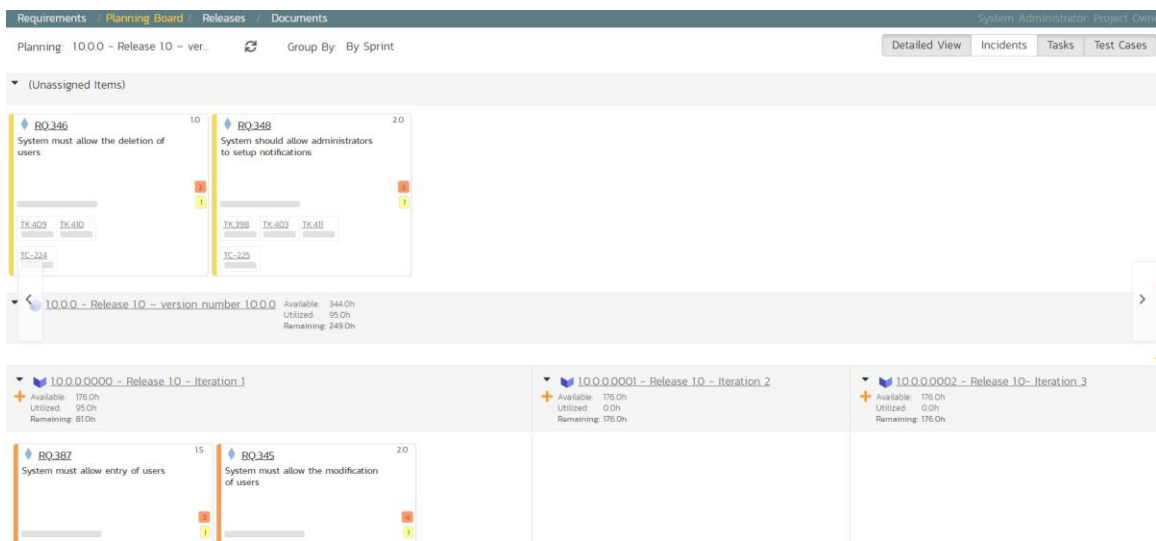 Requirements / Planning Board / Releases / Documents System Administrator: Project Owne
Planning: 1.0.0.0 - Release 1.0 - ver... Group By: By Sprint Detailed View Incidents Tasks Test Cases
(Unassigned Items)
RQ:346 1.0
System must allow the deletion of
users
2
1
TK:409 TK:410
TC-224
RQ:348 2.0
System should allow administrators
to setup notifications
3
1
TK:398 TK:403 TK:411
TC-225
1.0.0.0 - Release 1.0 - version number 1.0.0.0
Available: 344.0h
Utilized: 95.0h
Remaining: 249.0h
1.0.0.0.0000 - Release 1.0 - Iteration 1
Available: 176.0h
Utilized: 95.0h
Remaining: 81.0h
1.0.0.0.0001 - Release 1.0 - Iteration 2
Available: 176.0h
Utilized: 0.0h
Remaining: 176.0h
1.0.0.0.0002 - Release 1.0- Iteration 3
Available: 176.0h
Utilized: 0.0h
Remaining: 176.0h
RQ:387 1.5
System must allow entry of users
3
1
RQ:345 2.0
System must allow the modification
of users
4
1